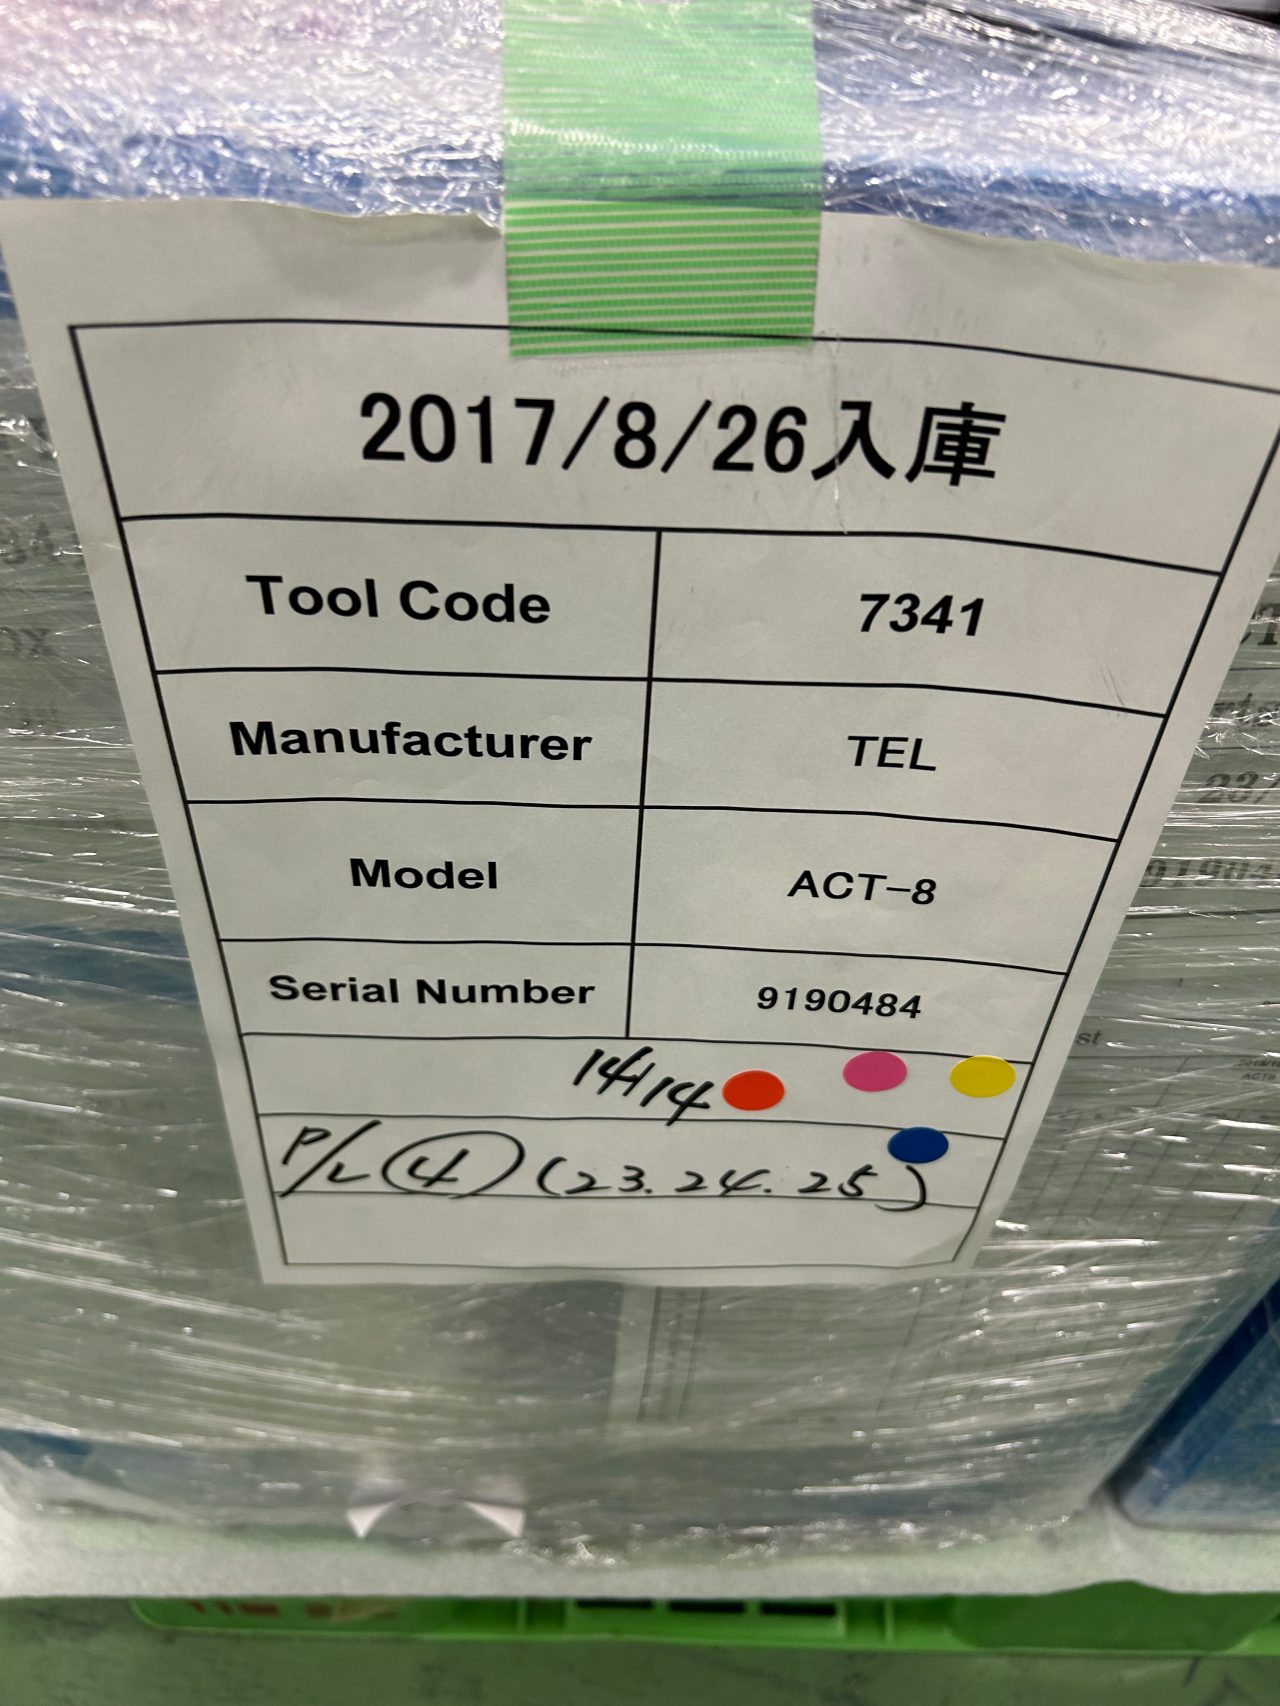 2017/8/26入庫
Tool Code 7341
Manufacturer TEL
Model ACT-8
Serial Number 9190484
14/14
P/L ④ (23. 24. 25)